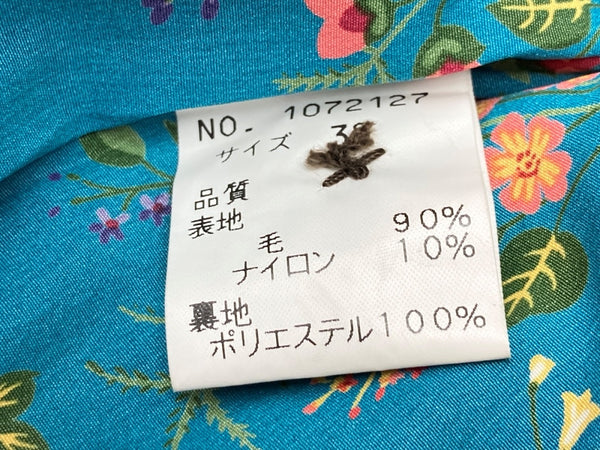 NO. 1072127
サイズ
品質
表地
毛 90%
ナイロン 10%
裏地
ポリエステル100%